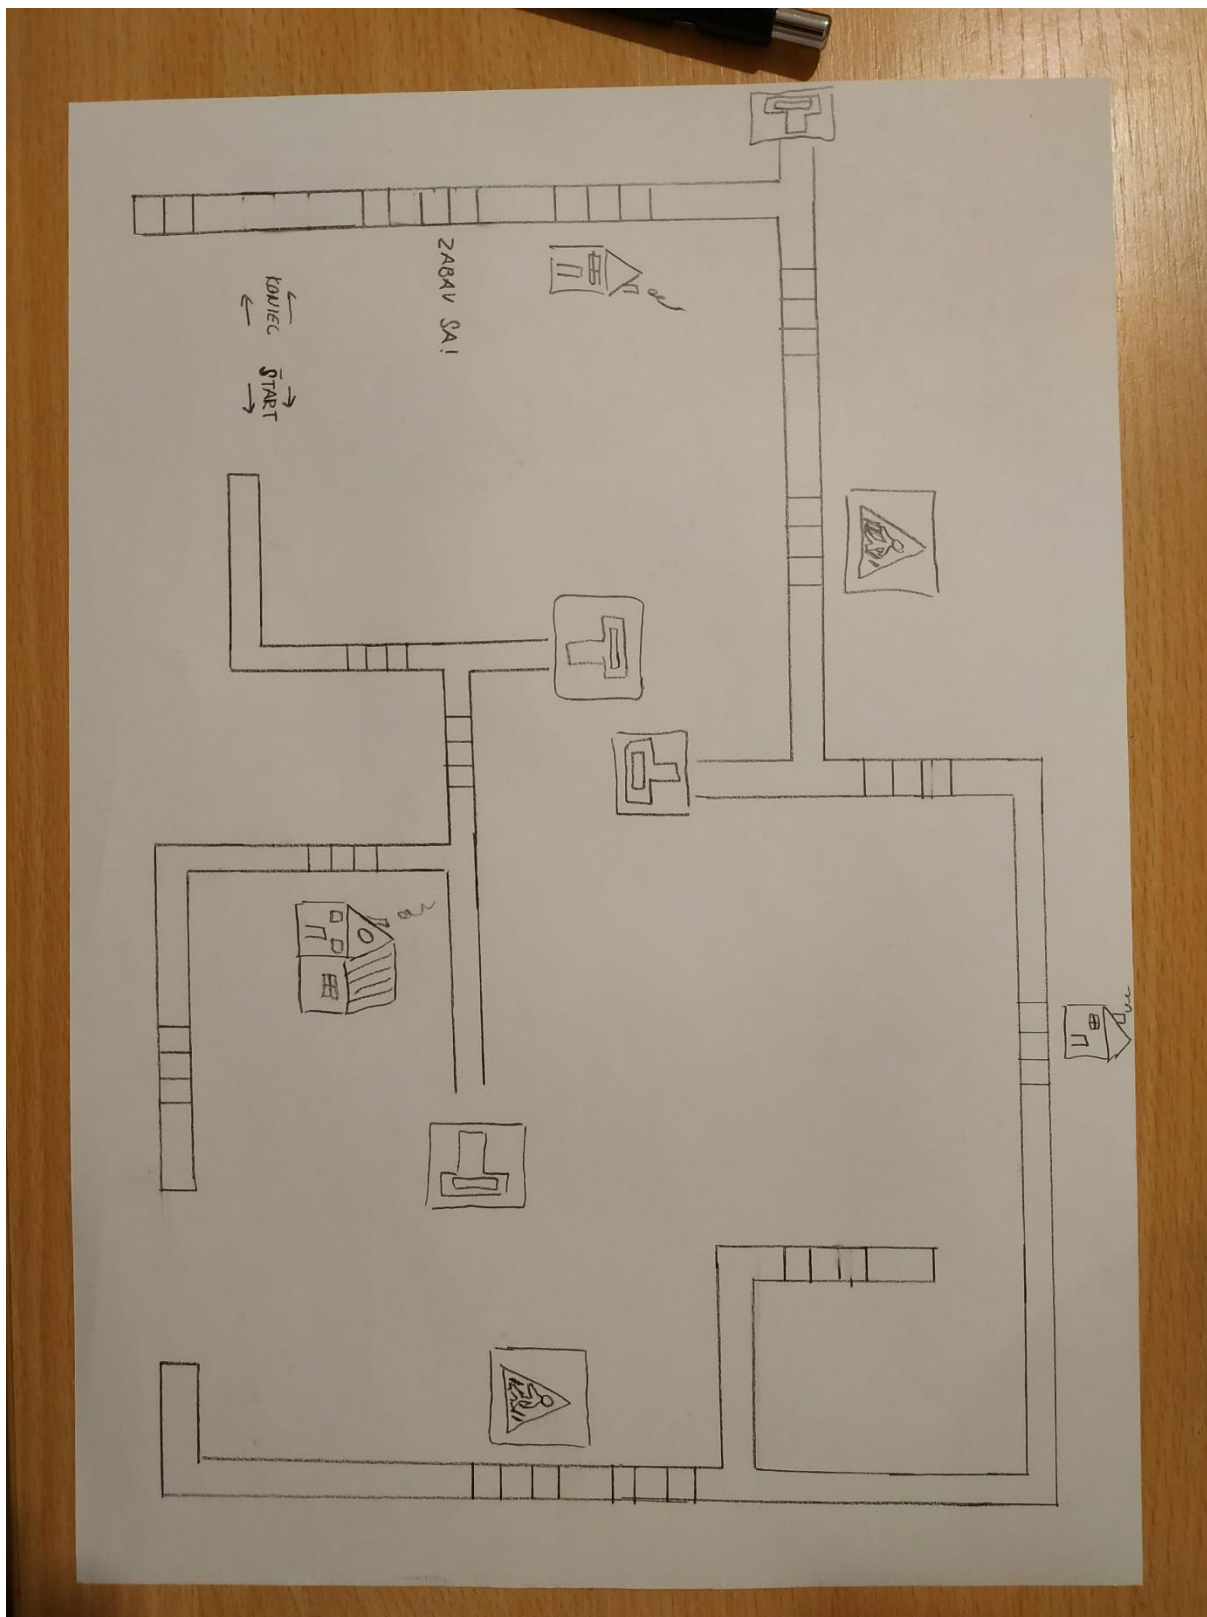 ZABAV SA!
← →
KONIEC ŠTART
← →